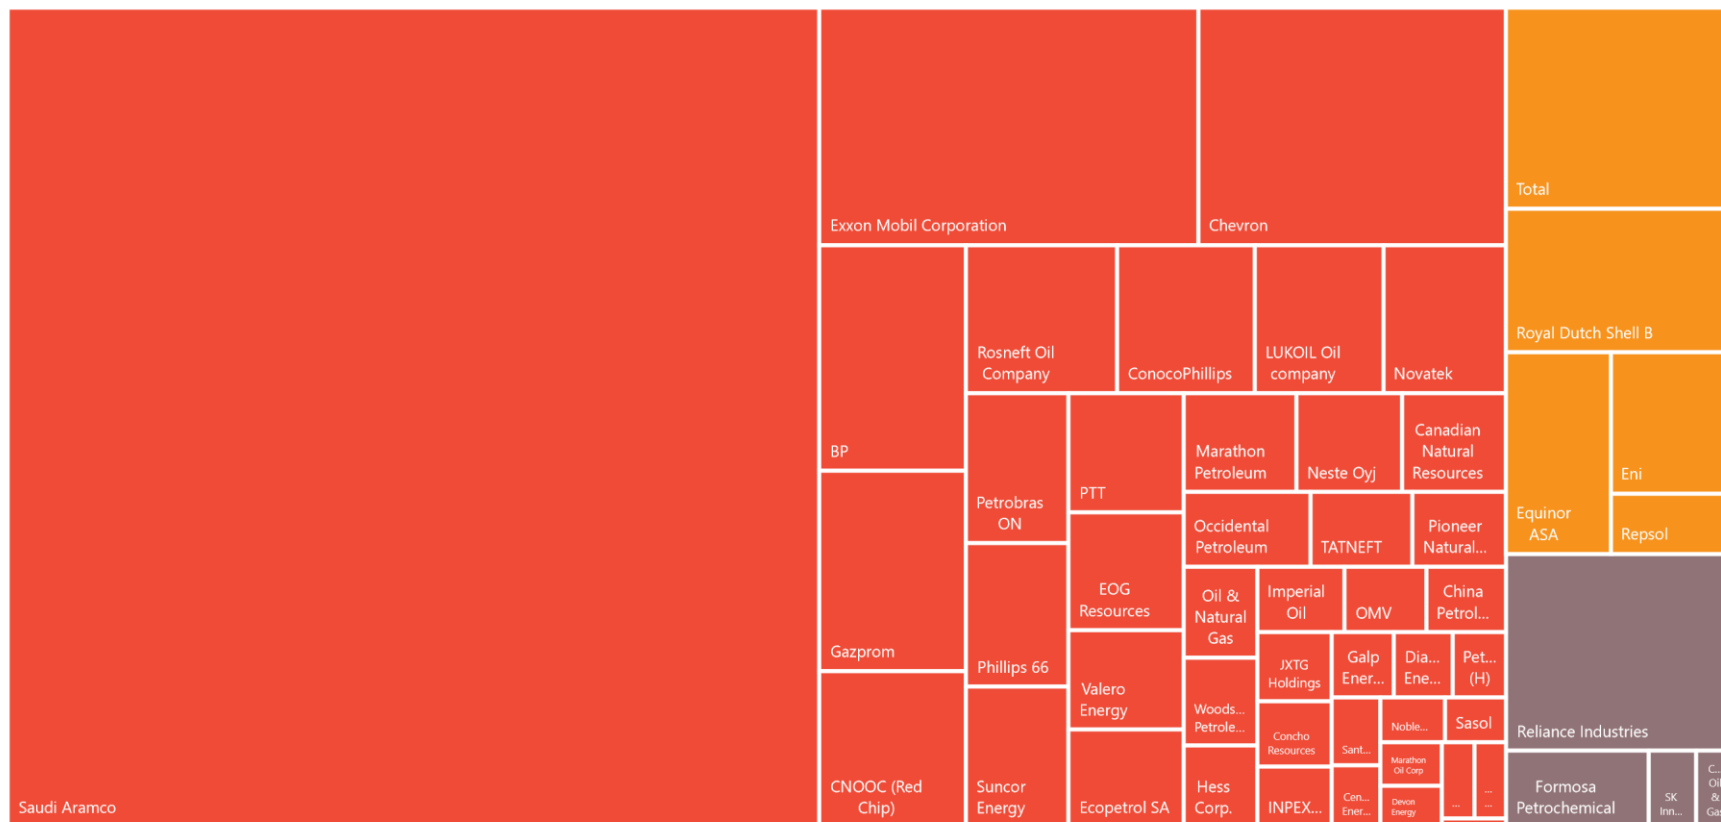 Saudi Aramco
Exxon Mobil Corporation
Chevron
BP
Gazprom
CNOOC (Red
Chip)
Rosneft Oil
Company
ConocoPhillips
LUKOIL Oil
company
Novatek
Petrobras
ON
Phillips 66
Suncor
Energy
PTT
EOG
Resources
Valero
Energy
Ecopetrol SA
Marathon
Petroleum
Neste Oyj
Canadian
Natural
Resources
Occidental
Petroleum
TATNEFT
Pioneer
Natural...
Oil &
Natural
Gas
Woods...
Petrole...
Hess
Corp.
Imperial
Oil
OMV
China
Petrol...
JXTG
Holdings
Galp
Ener...
Dia...
Ene...
Pet...
(H)
Concho
Resources
INPEX...
Sant...
Cen...
Ener...
Noble...
Sasol
Marathon
Oil Corp
Devon
Energy
...
...
...
Total
Royal Dutch Shell B
Equinor
ASA
Eni
Repsol
Reliance Industries
Formosa
Petrochemical
SK
Inn...
C...
Oil
&
Gas